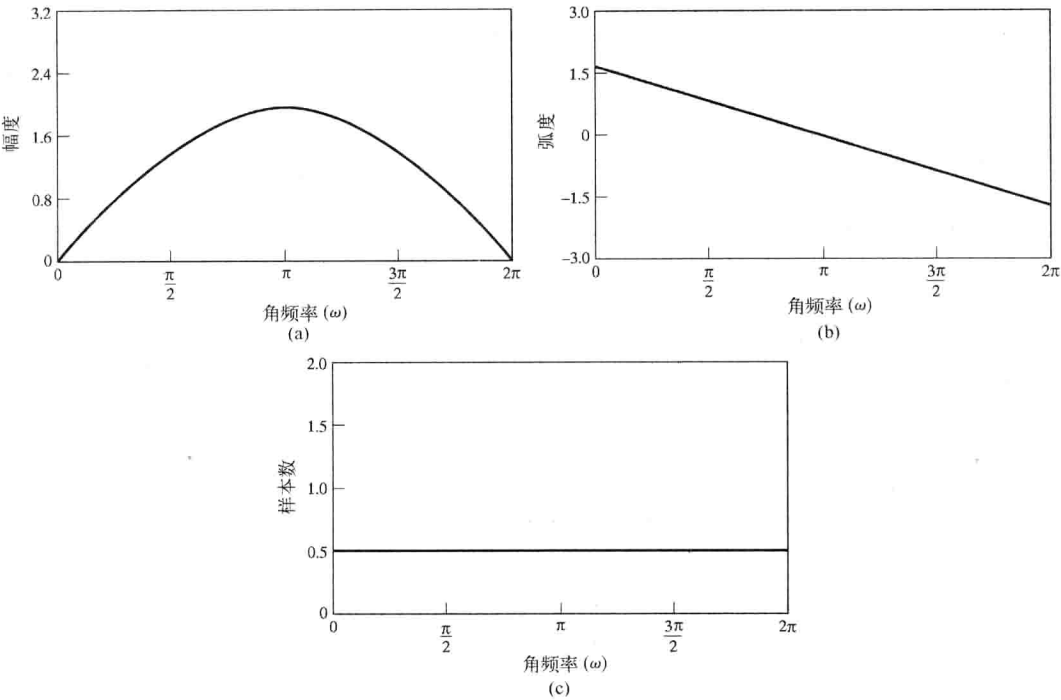 3.2
2.4
1.6
0.8
0
幅度
0
π/2
π
3π/2
2π
角频率 (ω)
(a)
3.0
1.5
0
-1.5
-3.0
弧度
0
π/2
π
3π/2
2π
角频率 (ω)
(b)
2.0
1.5
1.0
0.5
0
样本数
0
π/2
π
3π/2
2π
角频率 (ω)
(c)